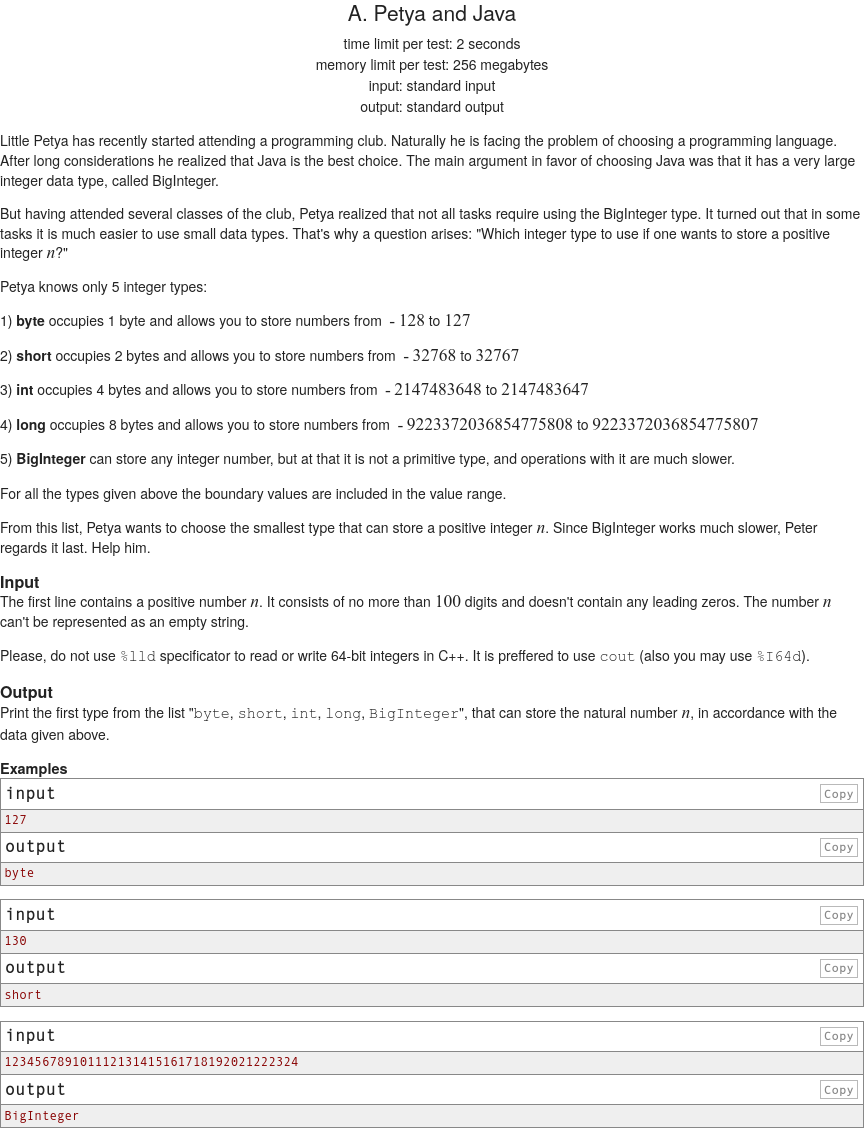 A. Petya and Java
time limit per test: 2 seconds
memory limit per test: 256 megabytes
input: standard input
output: standard output
Little Petya has recently started attending a programming club. Naturally he is facing the problem of choosing a programming language.
After long considerations he realized that Java is the best choice. The main argument in favor of choosing Java was that it has a very large
integer data type, called BigInteger.
But having attended several classes of the club, Petya realized that not all tasks require using the BigInteger type. It turned out that in some
tasks it is much easier to use small data types. That's why a question arises: "Which integer type to use if one wants to store a positive
integer n?"
Petya knows only 5 integer types:
1) byte occupies 1 byte and allows you to store numbers from - 128 to 127
2) short occupies 2 bytes and allows you to store numbers from - 32768 to 32767
3) int occupies 4 bytes and allows you to store numbers from - 2147483648 to 2147483647
4) long occupies 8 bytes and allows you to store numbers from - 9223372036854775808 to 9223372036854775807
5) BigInteger can store any integer number, but at that it is not a primitive type, and operations with it are much slower.
For all the types given above the boundary values are included in the value range.
From this list, Petya wants to choose the smallest type that can store a positive integer n. Since BigInteger works much slower, Peter
regards it last. Help him.
Input
The first line contains a positive number n. It consists of no more than 100 digits and doesn't contain any leading zeros. The number n
can't be represented as an empty string.
Please, do not use %lld specificator to read or write 64-bit integers in C++. It is preffered to use cout (also you may use %I64d).
Output
Print the first type from the list "byte, short, int, long, BigInteger", that can store the natural number n, in accordance with the
data given above.
Examples
input Copy
127
output Copy
byte
input Copy
130
output Copy
short
input Copy
123456789101112131415161718192021222324
output Copy
BigInteger